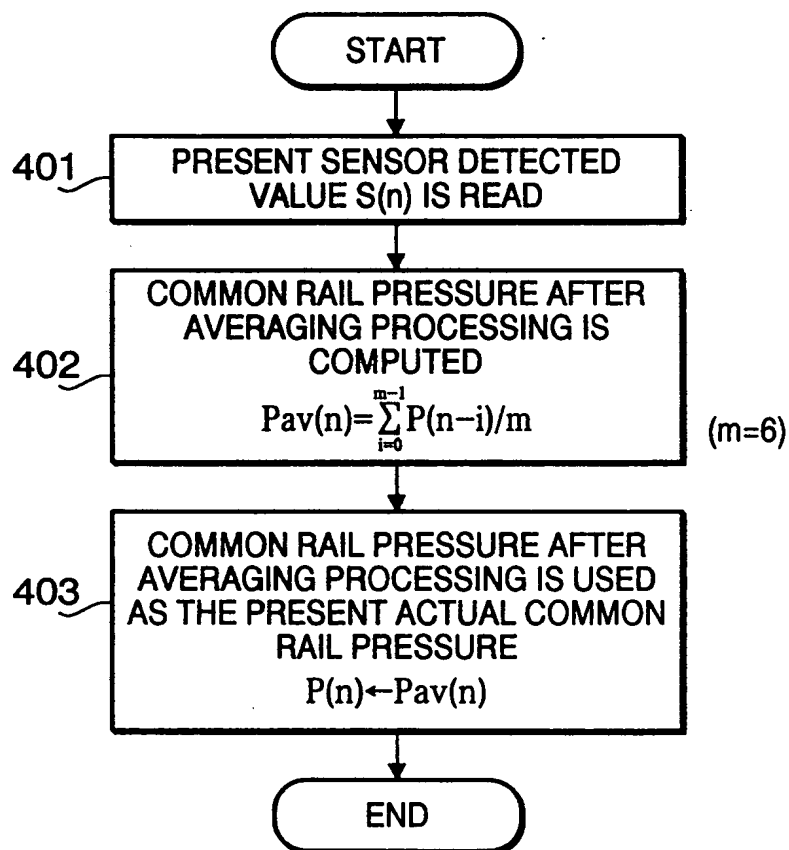 START
401
PRESENT SENSOR DETECTED
VALUE S(n) IS READ
402
COMMON RAIL PRESSURE AFTER
AVERAGING PROCESSING IS
COMPUTED
Pav(n)=∑_{i=0}^{m−1}P(n−i)/m
(m=6)
403
COMMON RAIL PRESSURE AFTER
AVERAGING PROCESSING IS USED
AS THE PRESENT ACTUAL COMMON
RAIL PRESSURE
P(n)←Pav(n)
END